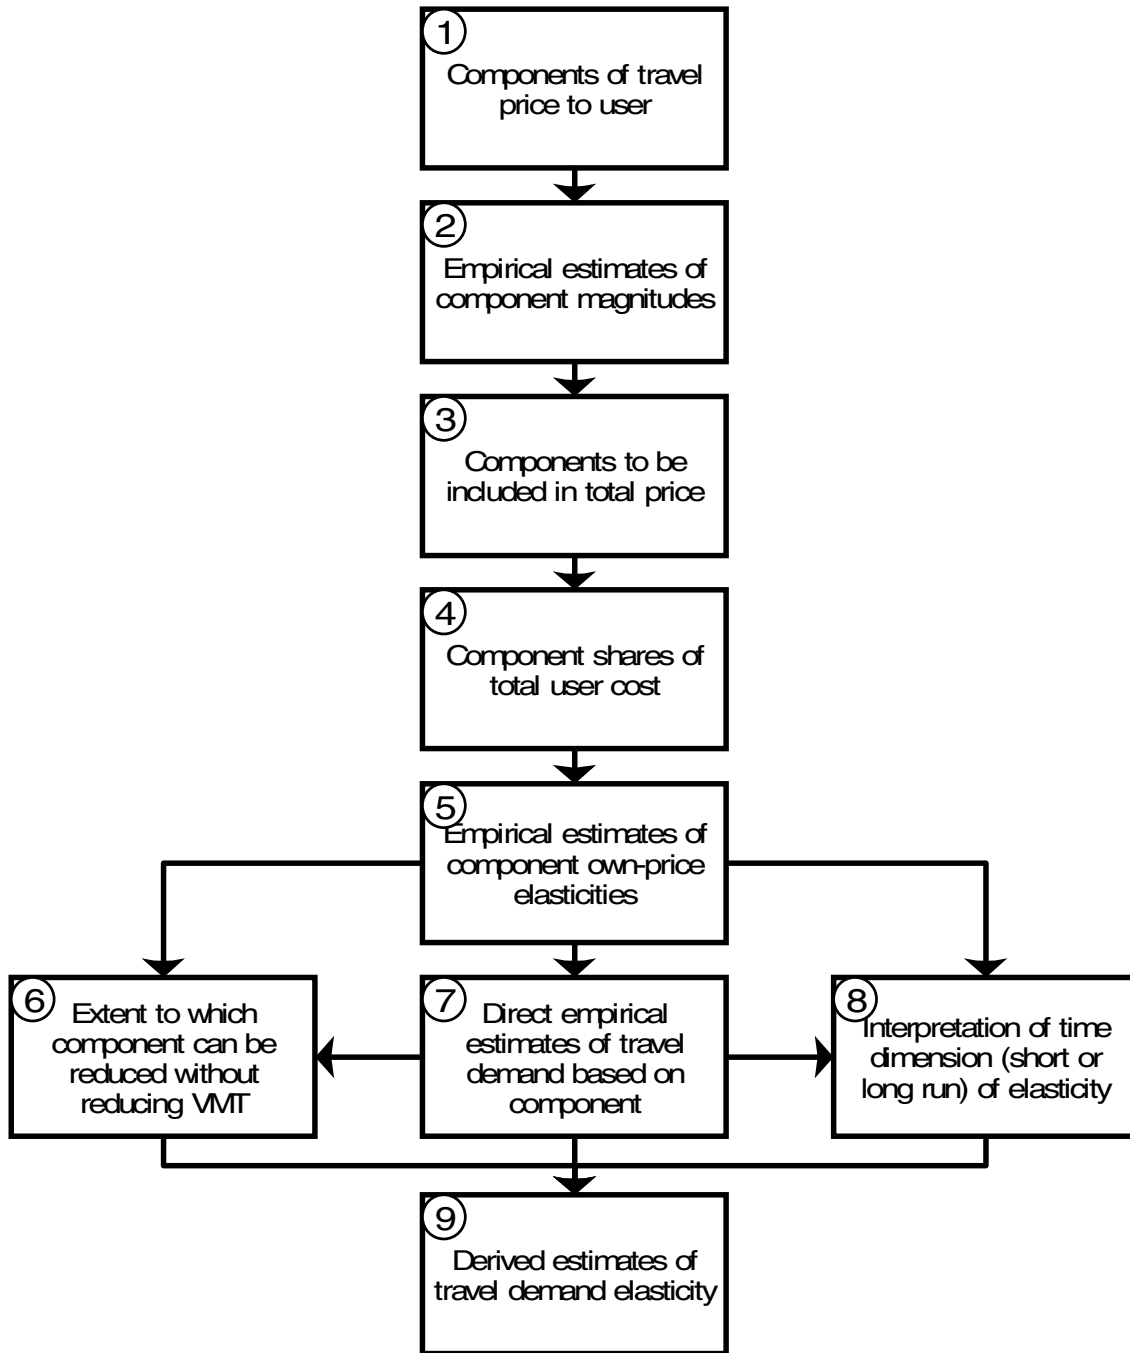 1
Components of travel
price to user
2
Empirical estimates of
component magnitudes
3
Components to be
included in total price
4
Component shares of
total user cost
5
Empirical estimates of
component own-price
elasticities
6
Extent to which
component can be
reduced without
reducing VMT
7
Direct empirical
estimates of travel
demand based on
component
8
Interpretation of time
dimension (short or
long run) of elasticity
9
Derived estimates of
travel demand elasticity